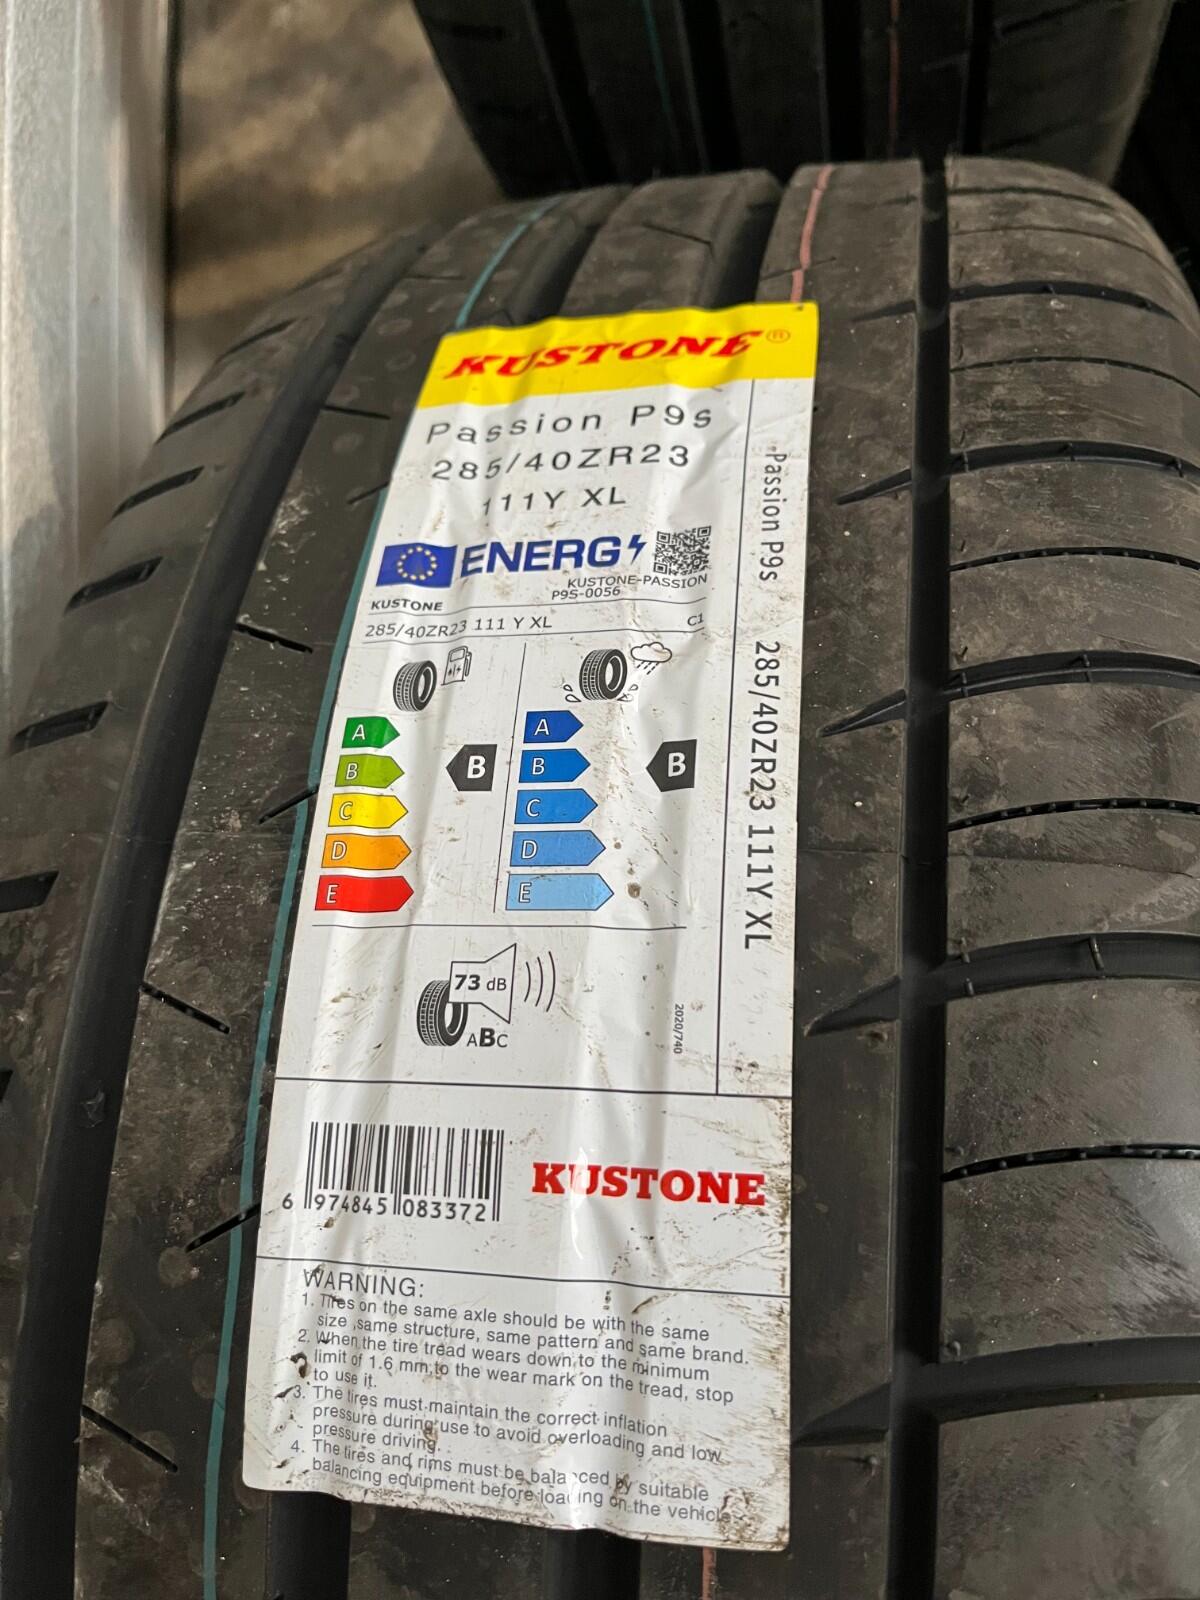 KUSTONE®
Passion P9s
285/40ZR23
111Y XL
ENERG
KUSTONE-PASSION
P9S-0056
KUSTONE
285/40ZR23 111 Y XL
C1
A
B
C
D
E
B
A
B
C
D
E
B
73 dB
ABC
2020/740
Passion P9s 285/40ZR23 111Y XL
6 974845 083372
KUSTONE
WARNING:
1. Tires on the same axle should be with the same
size ,same structure, same pattern and same brand.
2. When the tire tread wears down to the minimum
limit of 1.6 mm,to the wear mark on the tread, stop
to use it.
3. The tires must maintain the correct inflation
pressure during use to avoid overloading and low
pressure driving.
4. The tires and rims must be balanced by suitable
balancing equipment before loading on the vehicle.